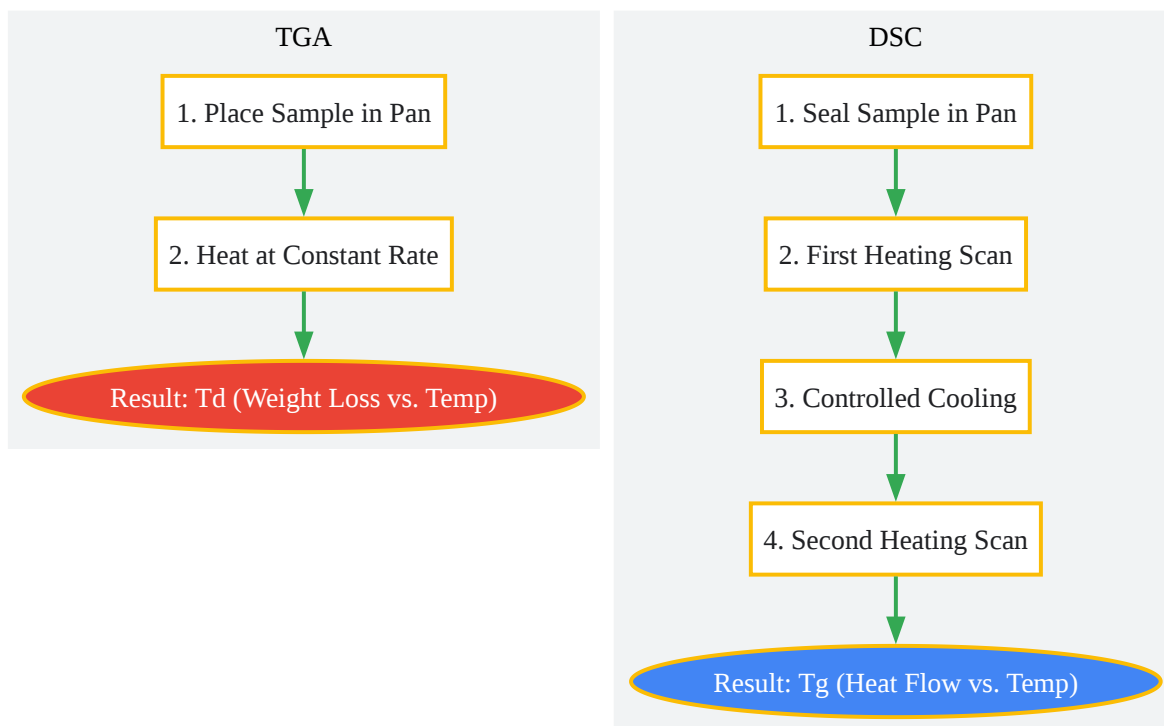 TGA
1. Place Sample in Pan
2. Heat at Constant Rate
Result: Td (Weight Loss vs. Temp)
DSC
1. Seal Sample in Pan
2. First Heating Scan
3. Controlled Cooling
4. Second Heating Scan
Result: Tg (Heat Flow vs. Temp)